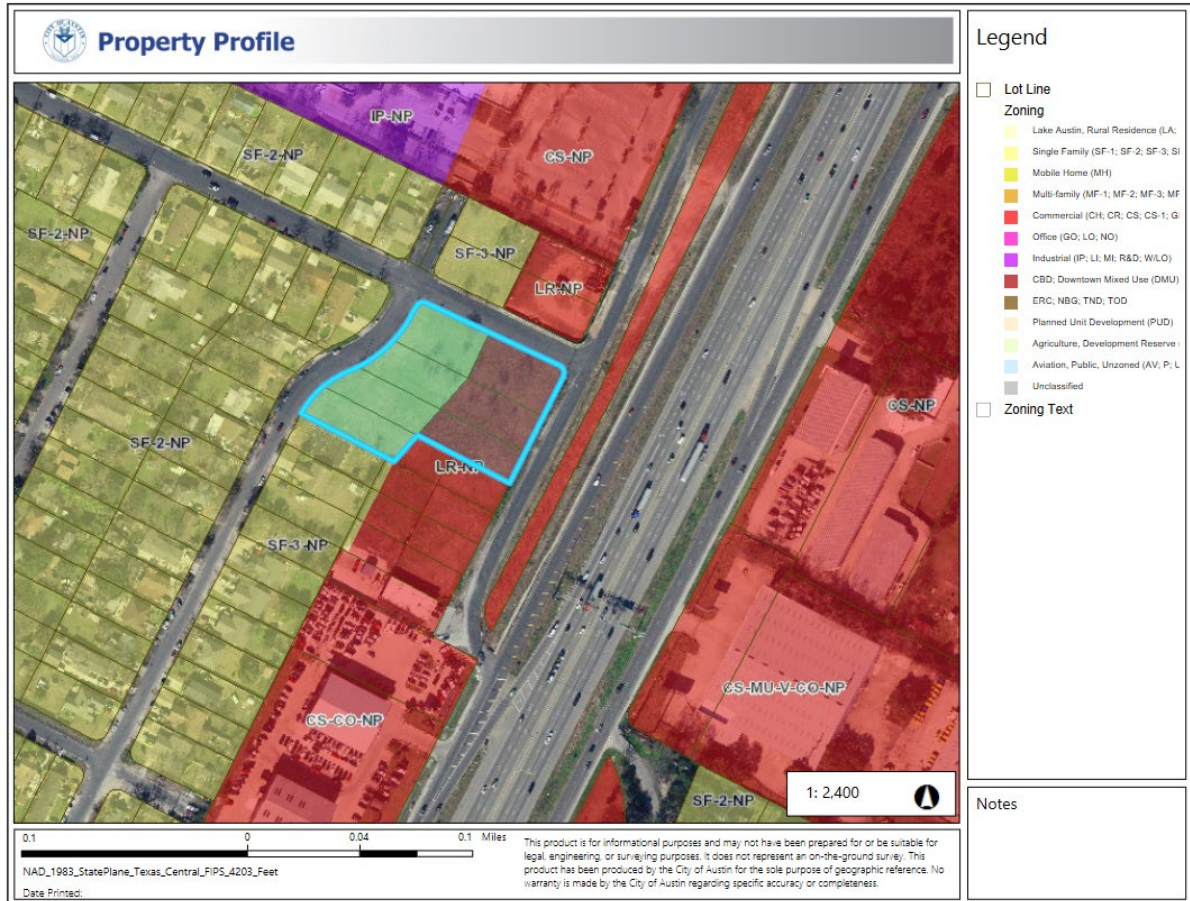 Property Profile
Legend
Lot Line
Zoning
Lake Austin, Rural Residence (LA;
Single Family (SF-1; SF-2; SF-3; SI
Mobile Home (MH)
Multi-family (MF-1; MF-2; MF-3; MF
Commercial (CH; CR; CS; CS-1; G
Office (GO; LO; NO)
Industrial (IP; LI; MI; R&D; W/LO)
CBD; Downtown Mixed Use (DMU)
ERC; NBG; TND; TOD
Planned Unit Development (PUD)
Agriculture, Development Reserve
Aviation, Public, Unzoned (AV; P; U
Unclassified
Zoning Text
IP-NP
SF-2-NP
CS-NP
SF-2-NP
SF-3-NP
LR-NP
CS-NP
SF-2-NP
LR-NP
SF-3-NP
CS-MU-V-CO-NP
CS-CO-NP
SF-2-NP
1: 2,400
Notes
0.1 0 0.04 0.1 Miles
NAD_1983_StatePlane_Texas_Central_FIPS_4203_Feet
Date Printed:
This product is for informational purposes and may not have been prepared for or be suitable for
legal, engineering, or surveying purposes. It does not represent an on-the-ground survey. This
product has been produced by the City of Austin for the sole purpose of geographic reference. No
warranty is made by the City of Austin regarding specific accuracy or completeness.